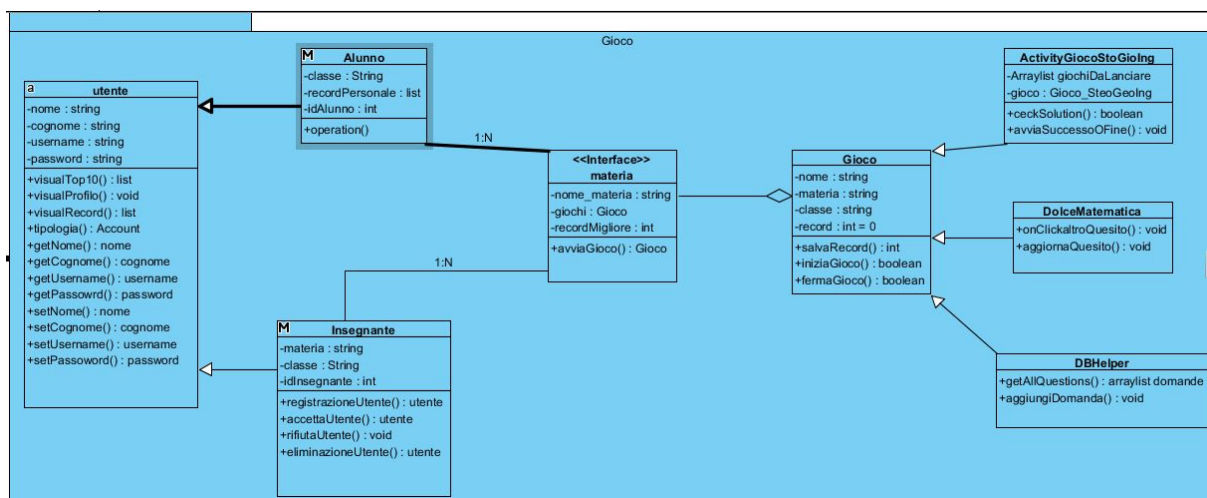 Gioco
a
utente
-nome : string
-cognome : string
-username : string
-password : string
+visualTop10() : list
+visualProfilo() : void
+visualRecord() : list
+tipologia() : Account
+getNome() : nome
+getCognome() : cognome
+getUsername() : username
+getPassowrd() : password
+setNome() : nome
+setCognome() : cognome
+setUsername() : username
+setPassoword() : password
M
Alunno
-classe : String
-recordPersonale : list
-idAlunno : int
+operation()
1:N
1:N
M
Insegnante
-materia : string
-classe : String
-idInsegnante : int
+registrazioneUtente() : utente
+accettaUtente() : utente
+rifiutaUtente() : void
+eliminazioneUtente() : utente
<<Interface>>
materia
-nome_materia : string
-giochi : Gioco
-recordMigliore : int
+avviaGioco() : Gioco
Gioco
-nome : string
-materia : string
-classe : string
-record : int = 0
+salvaRecord() : int
+iniziaGioco() : boolean
+fermaGioco() : boolean
ActivityGiocoStoGioIng
-Arraylist giochiDaLanciare
-gioco : Gioco_SteoGeoIng
+ceckSolution() : boolean
+avviaSuccessoOFine() : void
DolceMatematica
+onClickaltroQuesito() : void
+aggiornaQuesito() : void
DBHelper
+getAllQuestions() : arraylist domande
+aggiungiDomanda() : void